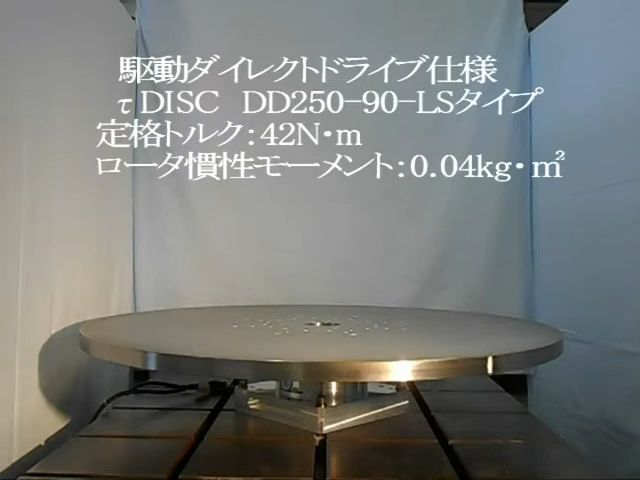 駆動ダイレクトドライブ仕様
τDISC DD250-90-LSタイプ
定格トルク:42N・m
ロータ慣性モーメント:0.04kg・㎡